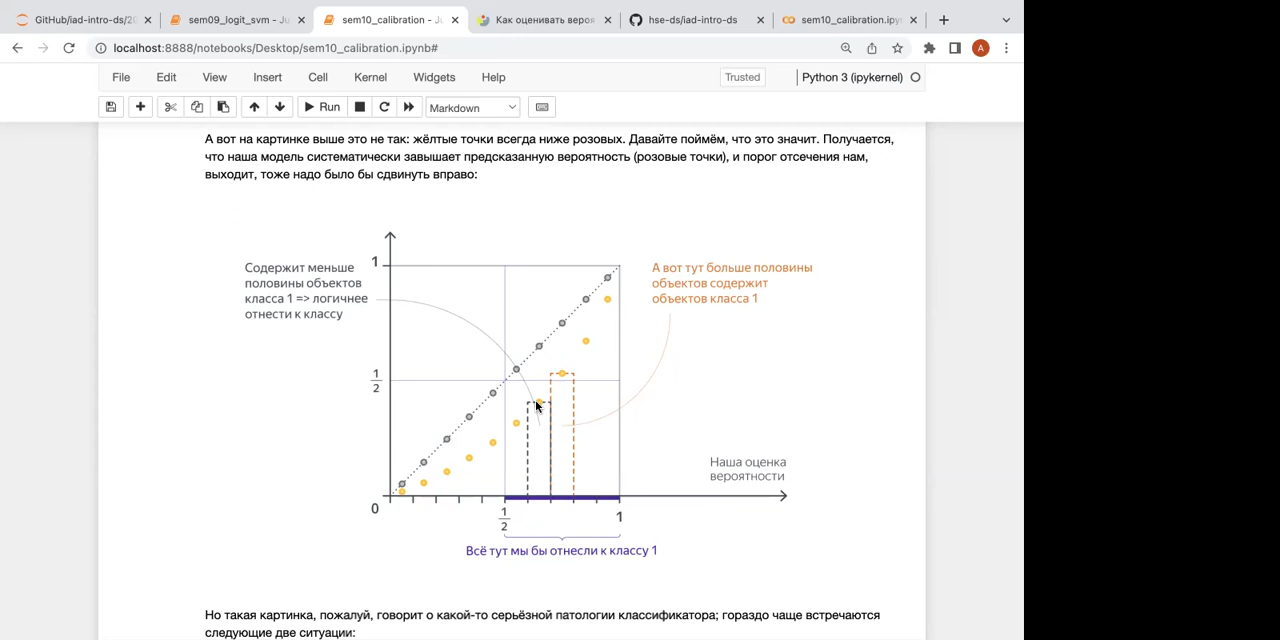 GitHub/iad-intro-ds/20
sem09_logit_svm - Ju
sem10_calibration - Ju
Как оценивать вероя
hse-ds/iad-intro-ds
sem10_calibration.ipyn
localhost:8888/notebooks/Desktop/sem10_calibration.ipynb#
A
File Edit View Insert Cell Kernel Widgets Help
Trusted
Python 3 (ipykernel)
Run
Markdown
А вот на картинке выше это не так: жёлтые точки всегда ниже розовых. Давайте поймём, что это значит. Получается,
что наша модель систематически завышает предсказанную вероятность (розовые точки), и порог отсечения нам,
выходит, тоже надо было бы сдвинуть вправо:
Содержит меньше
половины объектов
класса 1 => логичнее
отнести к классу
1
А вот тут больше половины
объектов содержит
объектов класса 1
1
2
Наша оценка
вероятности
0
1
2
1
Всё тут мы бы отнесли к классу 1
Но такая картинка, пожалуй, говорит о какой-то серьёзной патологии классификатора; гораздо чаще встречаются
следующие две ситуации: